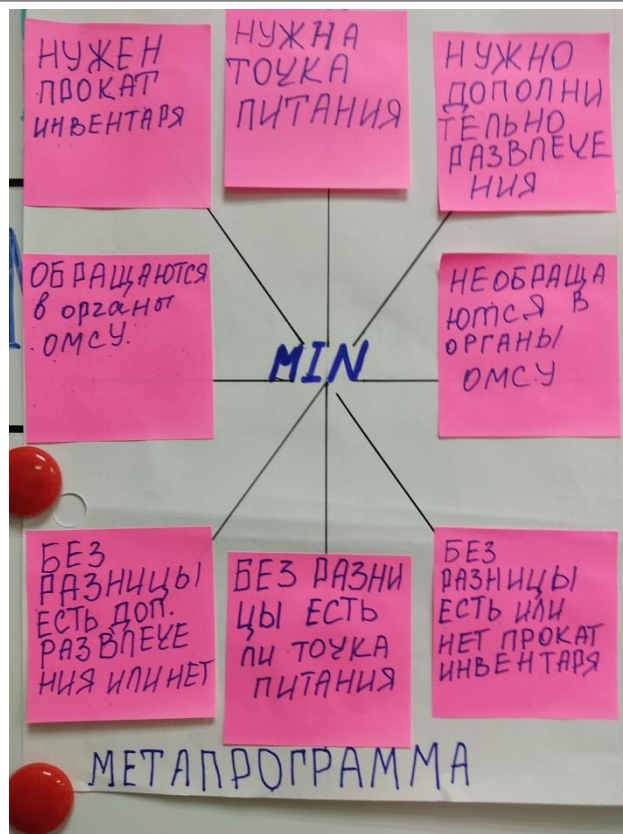 НУЖЕН
ПРОКАТ
ИНВЕНТАРЯ
НУЖНА
ТОЧКА
ПИТАНИЯ
НУЖНО
ДОПОЛНИ
ТЕЛЬНО
РАЗВЛЕЧЕ
НИЯ
ОБРАЩАЮТСЯ
в органы
ОМСУ.
MIN
НЕОБРАЩА
ЮТСЯ В
ОРГАНЫ
ОМСУ
БЕЗ
РАЗНИЦЫ
ЕСТЬ ДОП.
РАЗВЛЕЧЕ
НИЯ ИЛИ НЕТ
БЕЗ РАЗНИ
ЦЫ ЕСТЬ
ЛИ ТОЧКА
ПИТАНИЯ
БЕЗ
РАЗНИЦЫ
ЕСТЬ ИЛИ
НЕТ ПРОКАТ
ИНВЕНТАРЯ
МЕТАПРОГРАММА